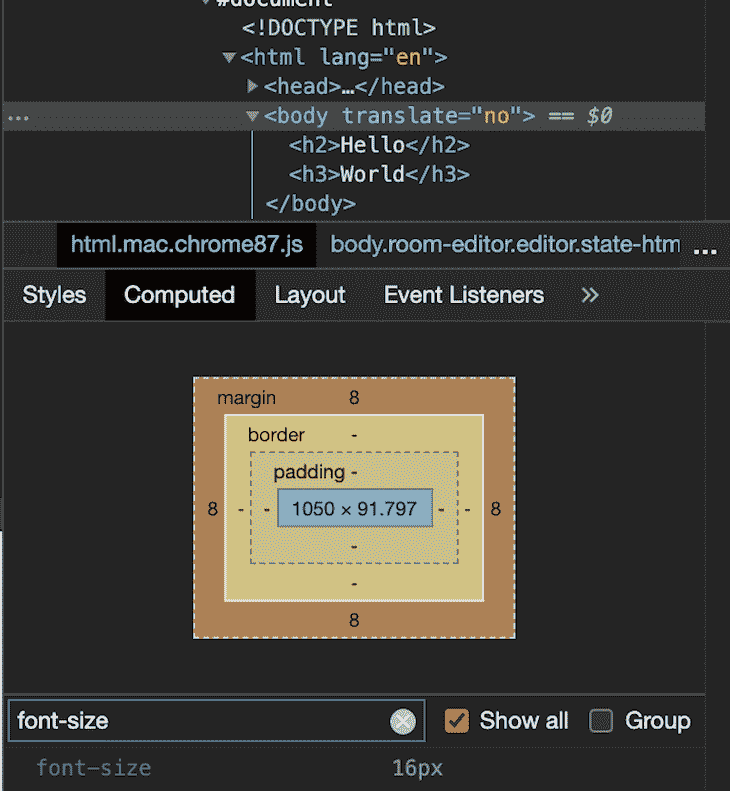 #document
<!DOCTYPE html>
▼<html lang="en">
▶<head>…</head>
… ▼<body translate="no"> == $0
<h2>Hello</h2>
<h3>World</h3>
</body>
html.mac.chrome87.js body.room-editor.editor.state-htm ...
Styles Computed Layout Event Listeners »
margin 8
border -
padding -
8 - - 1050 × 91.797 - - 8
-
-
8
font-size Show all Group
font-size 16px